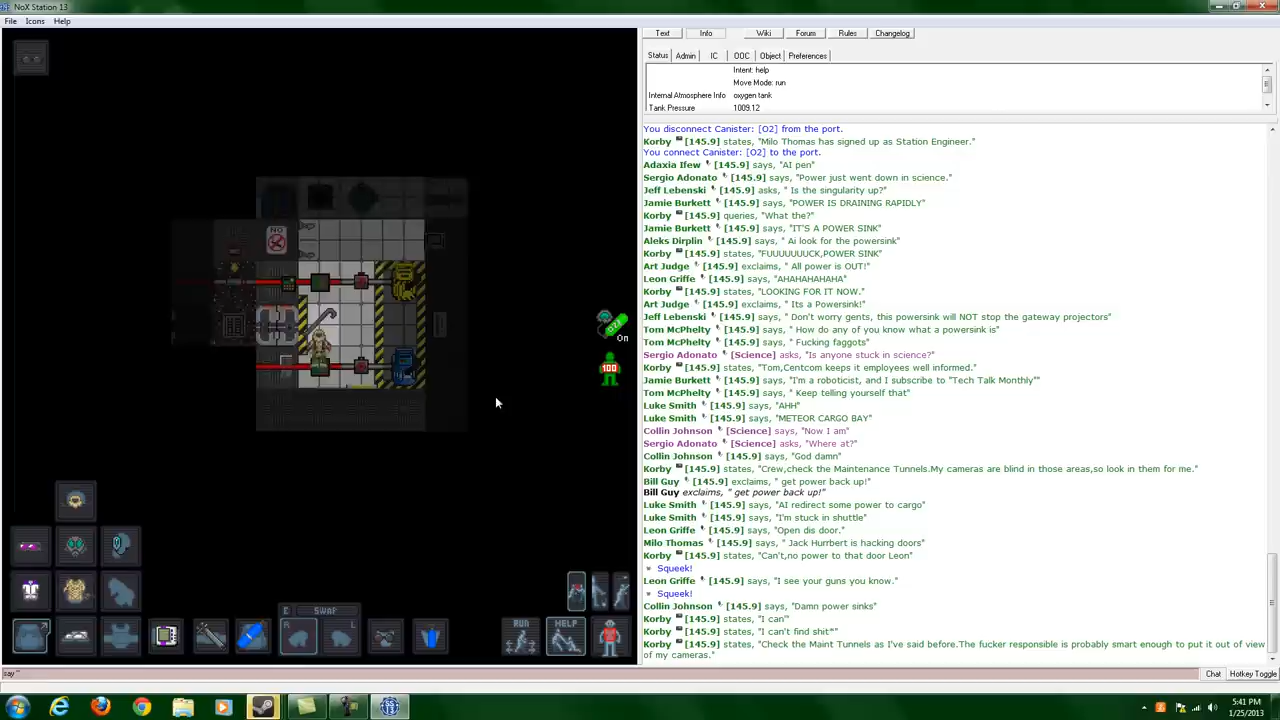 NoX Station 13
File Icons Help
Text Info Wiki Forum Rules Changelog
Status Admin IC OOC Object Preferences
Intent: help
Move Mode: run
Internal Atmosphere Info oxygen tank
Tank Pressure 1009.12
You disconnect Canister: [O2] from the port.
Korby [145.9] states, "Milo Thomas has signed up as Station Engineer."
You connect Canister: [O2] to the port.
Adaxia Ifew [145.9] says, "AI pen"
Sergio Adonato [145.9] says, "Power just went down in science."
Jeff Lebenski [145.9] asks, " Is the singularity up?"
Jamie Burkett [145.9] says, "POWER IS DRAINING RAPIDLY"
Korby [145.9] queries, "What the?"
Jamie Burkett [145.9] says, "IT'S A POWER SINK"
Aleks Dirplin [145.9] says, " Ai look for the powersink"
Korby [145.9] states, "FUUUUUUUCK,POWER SINK"
Art Judge [145.9] exclaims, " All power is OUT!"
Leon Griffe [145.9] says, "AHAHAHAHAHA"
Korby [145.9] states, "LOOKING FOR IT NOW."
Art Judge [145.9] exclaims, " Its a Powersink!"
Jeff Lebenski [145.9] says, " Don't worry gents, this powersink will NOT stop the gateway projectors"
Tom McPhelty [145.9] says, " How do any of you know what a powersink is"
Tom McPhelty [145.9] says, " Fucking faggots"
Sergio Adonato [Science] asks, "Is anyone stuck in science?"
Korby [145.9] states, "Tom,Centcom keeps it employees well informed."
Jamie Burkett [145.9] says, "I'm a roboticist, and I subscribe to "Tech Talk Monthly""
Tom McPhelty [145.9] says, " Keep telling yourself that"
Luke Smith [145.9] says, "AHH"
Luke Smith [145.9] says, "METEOR CARGO BAY"
Collin Johnson [Science] says, "Now I am"
Sergio Adonato [Science] asks, "Where at?"
Collin Johnson [145.9] says, "God damn"
Korby [145.9] states, "Crew,check the Maintenance Tunnels.My cameras are blind in those areas,so look in them for me."
Bill Guy [145.9] exclaims, " get power back up!"
Bill Guy exclaims, " get power back up!"
Luke Smith [145.9] says, "AI redirect some power to cargo"
Luke Smith [145.9] says, "I'm stuck in shuttle"
Leon Griffe [145.9] says, "Open dis door."
Milo Thomas [145.9] says, " Jack Hurrbert is hacking doors"
Korby [145.9] states, "Can't,no power to that door Leon"
Squeek!
Leon Griffe [145.9] says, "I see your guns you know."
Squeek!
Collin Johnson [145.9] says, "Damn power sinks"
Korby [145.9] states, "I can'"
Korby [145.9] states, "I can't find shit*"
Korby [145.9] states, "Check the Maint Tunnels as I've said before.The fucker responsible is probably smart enough to put it out of view
of my cameras."
NO
O2
On
100
SWAP
RUN
HELP
say "
Chat Hotkey Toggle
SS13
5:41 PM
1/25/2013